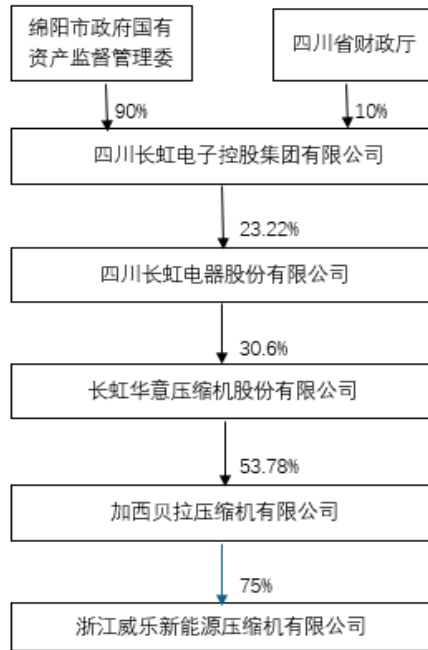 绵阳市政府国有
资产监督管理委
四川省财政厅
90%
10%
四川长虹电子控股集团有限公司
23.22%
四川长虹电器股份有限公司
30.6%
长虹华意压缩机股份有限公司
53.78%
加西贝拉压缩机有限公司
75%
浙江威乐新能源压缩机有限公司